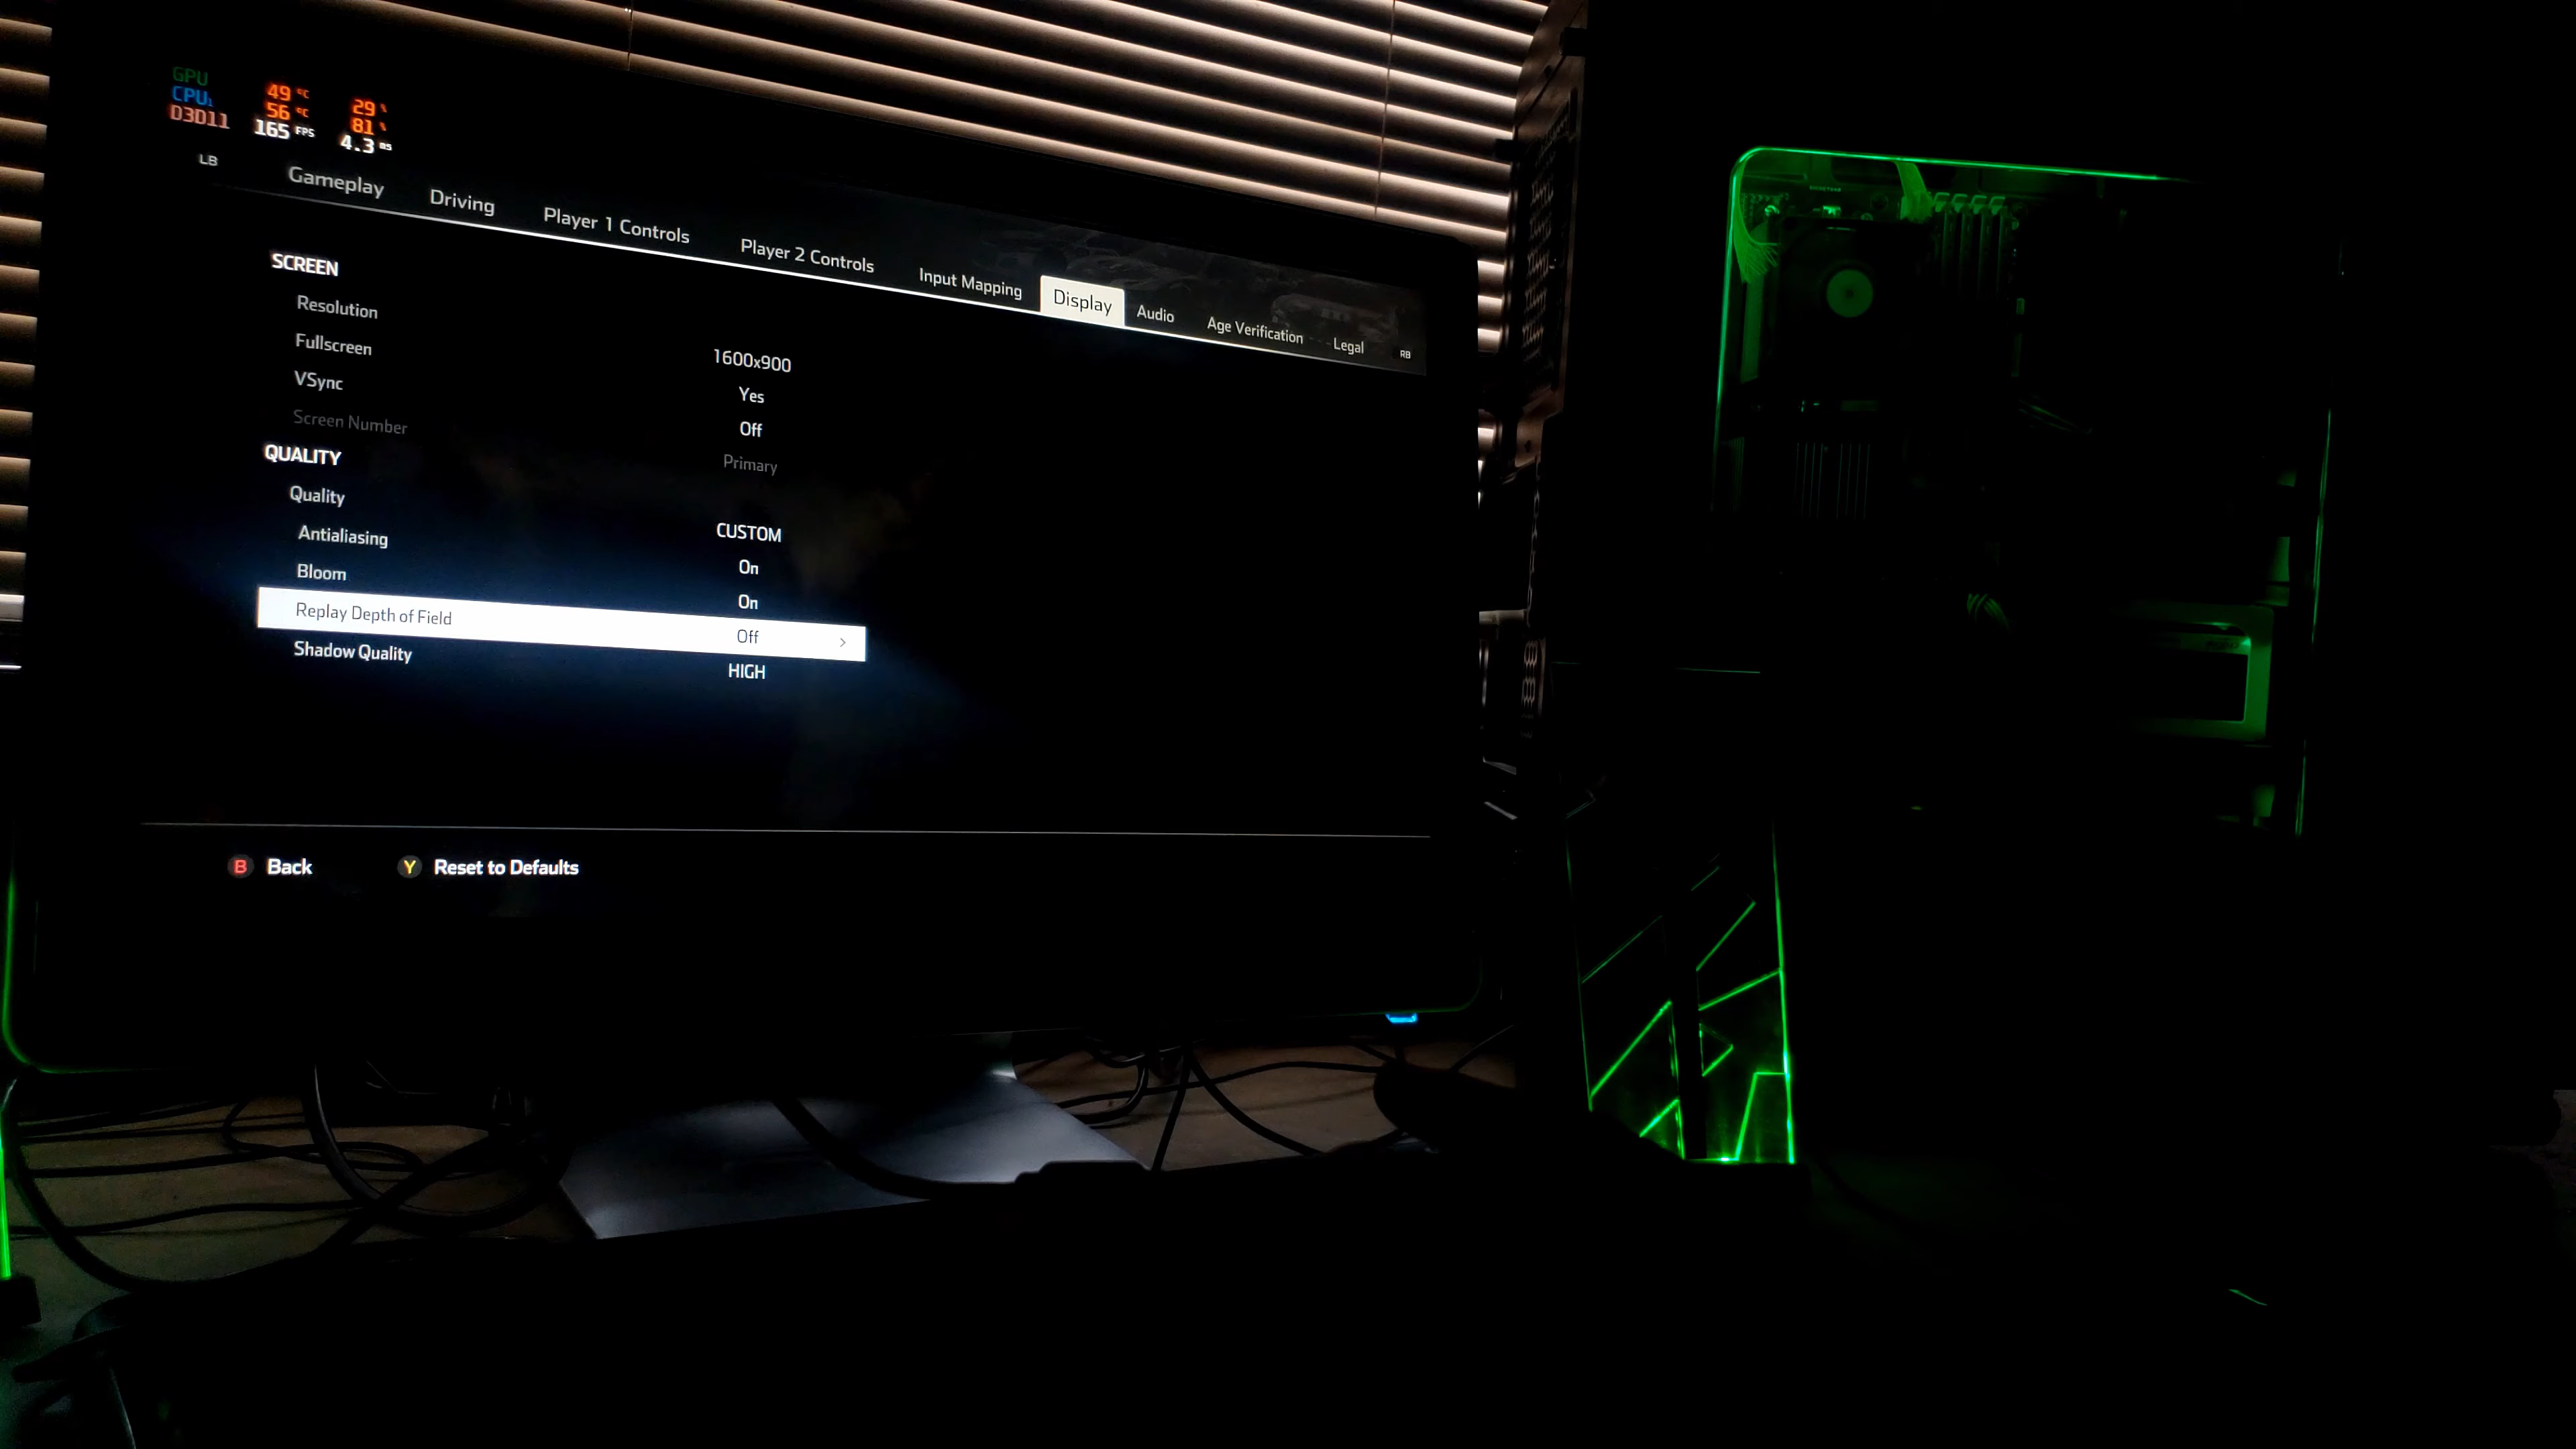 GPU 49 °C 29 %
CPU1 56 °C 81 %
D3D11 165 FPS 4.3 ms
LB Gameplay Driving Player 1 Controls Player 2 Controls Input Mapping Display Audio Age Verification Legal RB
SCREEN
Resolution 1600x900
Fullscreen Yes
VSync Off
Screen Number Primary
QUALITY
Quality CUSTOM
Antialiasing On
Bloom On
Replay Depth of Field Off >
Shadow Quality HIGH
B Back Y Reset to Defaults